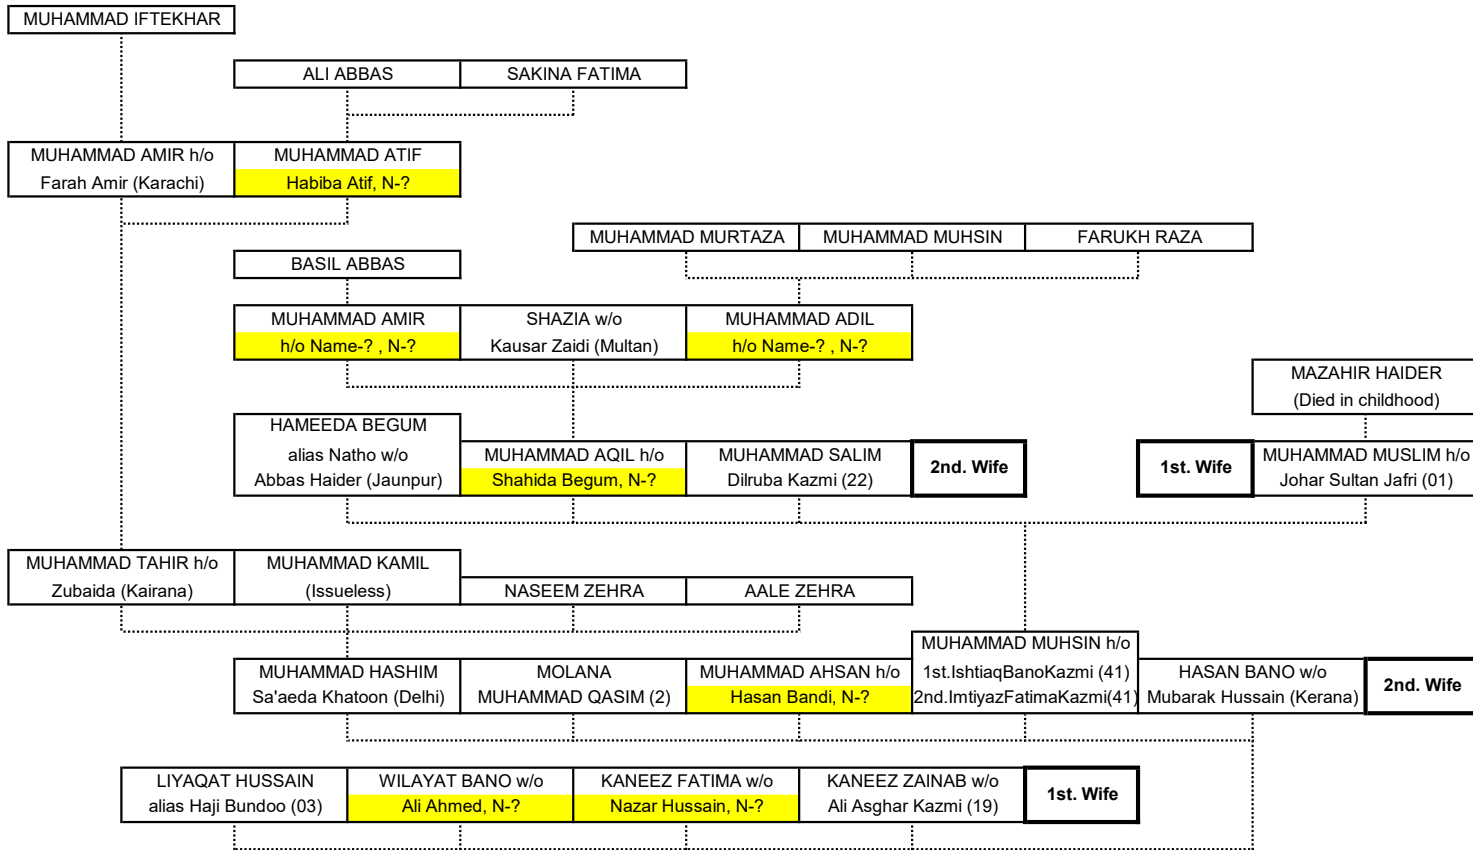 MUHAMMAD IFTEKHAR
ALI ABBAS
SAKINA FATIMA
MUHAMMAD AMIR h/o
Farah Amir (Karachi)
MUHAMMAD ATIF
Habiba Atif, N-?
MUHAMMAD MURTAZA
MUHAMMAD MUHSIN
FARUKH RAZA
BASIL ABBAS
MUHAMMAD AMIR
h/o Name-? , N-?
SHAZIA w/o
Kausar Zaidi (Multan)
MUHAMMAD ADIL
h/o Name-? , N-?
MAZAHIR HAIDER
(Died in childhood)
HAMEEDA BEGUM
alias Natho w/o
Abbas Haider (Jaunpur)
MUHAMMAD AQIL h/o
Shahida Begum, N-?
MUHAMMAD SALIM
Dilruba Kazmi (22)
2nd. Wife
1st. Wife
MUHAMMAD MUSLIM h/o
Johar Sultan Jafri (01)
MUHAMMAD TAHIR h/o
Zubaida (Kairana)
MUHAMMAD KAMIL
(Issueless)
NASEEM ZEHRA
AALE ZEHRA
MUHAMMAD HASHIM
Sa'aeda Khatoon (Delhi)
MOLANA
MUHAMMAD QASIM (2)
MUHAMMAD AHSAN h/o
Hasan Bandi, N-?
MUHAMMAD MUHSIN h/o
1st.IshtiaqBanoKazmi (41)
2nd.ImtiyazFatimaKazmi(41)
HASAN BANO w/o
Mubarak Hussain (Kerana)
2nd. Wife
LIYAQAT HUSSAIN
alias Haji Bundoo (03)
WILAYAT BANO w/o
Ali Ahmed, N-?
KANEEZ FATIMA w/o
Nazar Hussain, N-?
KANEEZ ZAINAB w/o
Ali Asghar Kazmi (19)
1st. Wife